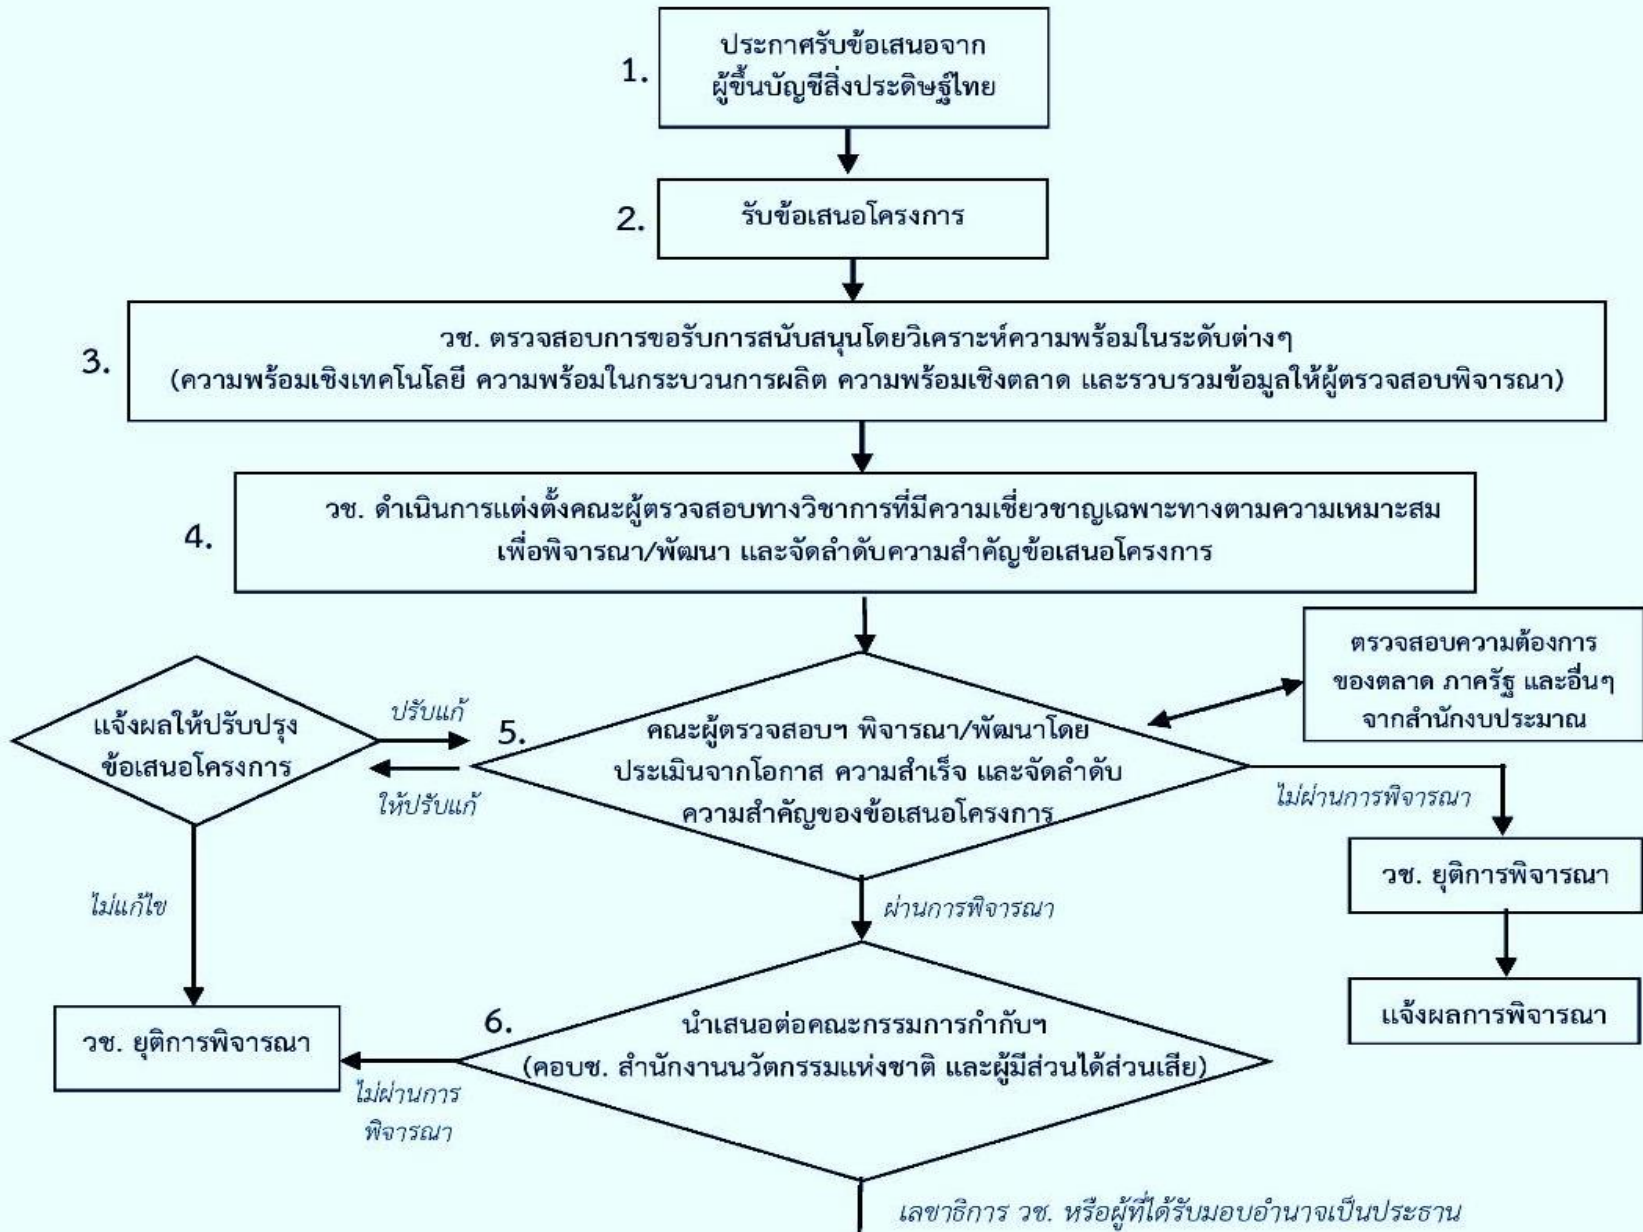 1.
ประกาศรับข้อเสนอจาก
ผู้ขึ้นบัญชีสิ่งประดิษฐ์ไทย
2.
รับข้อเสนอโครงการ
3.
วช. ตรวจสอบการขอรับการสนับสนุนโดยวิเคราะห์ความพร้อมในระดับต่างๆ
(ความพร้อมเชิงเทคโนโลยี ความพร้อมในกระบวนการผลิต ความพร้อมเชิงตลาด และรวบรวมข้อมูลให้ผู้ตรวจสอบพิจารณา)
4.
วช. ดำเนินการแต่งตั้งคณะผู้ตรวจสอบทางวิชาการที่มีความเชี่ยวชาญเฉพาะทางตามความเหมาะสม
เพื่อพิจารณา/พัฒนา และจัดลำดับความสำคัญข้อเสนอโครงการ
ตรวจสอบความต้องการ
ของตลาด ภาครัฐ และอื่นๆ
จากสำนักงบประมาณ
แจ้งผลให้ปรับปรุง
ข้อเสนอโครงการ
ปรับแก้
ให้ปรับแก้
5.
คณะผู้ตรวจสอบฯ พิจารณา/พัฒนาโดย
ประเมินจากโอกาส ความสำเร็จ และจัดลำดับ
ความสำคัญของข้อเสนอโครงการ
ไม่ผ่านการพิจารณา
วช. ยุติการพิจารณา
แจ้งผลการพิจารณา
ไม่แก้ไข
ผ่านการพิจารณา
6.
นำเสนอต่อคณะกรรมการกำกับฯ
(คอบช. สำนักงานนวัตกรรมแห่งชาติ และผู้มีส่วนได้ส่วนเสีย)
วช. ยุติการพิจารณา
ไม่ผ่านการ
พิจารณา
เลขาธิการ วช. หรือผู้ที่ได้รับมอบอำนาจเป็นประธาน